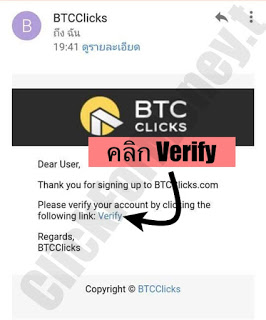 B
BTCClicks
ถึง ฉัน
19:41 ดูรายละเอียด
BTC
CLICKS
คลิก Verify
Dear User,
Thank you for signing up to BTCClicks.com
Please verify your account by clicking the
following link: Verify
Regards,
BTCClicks
Copyright © BTCClicks